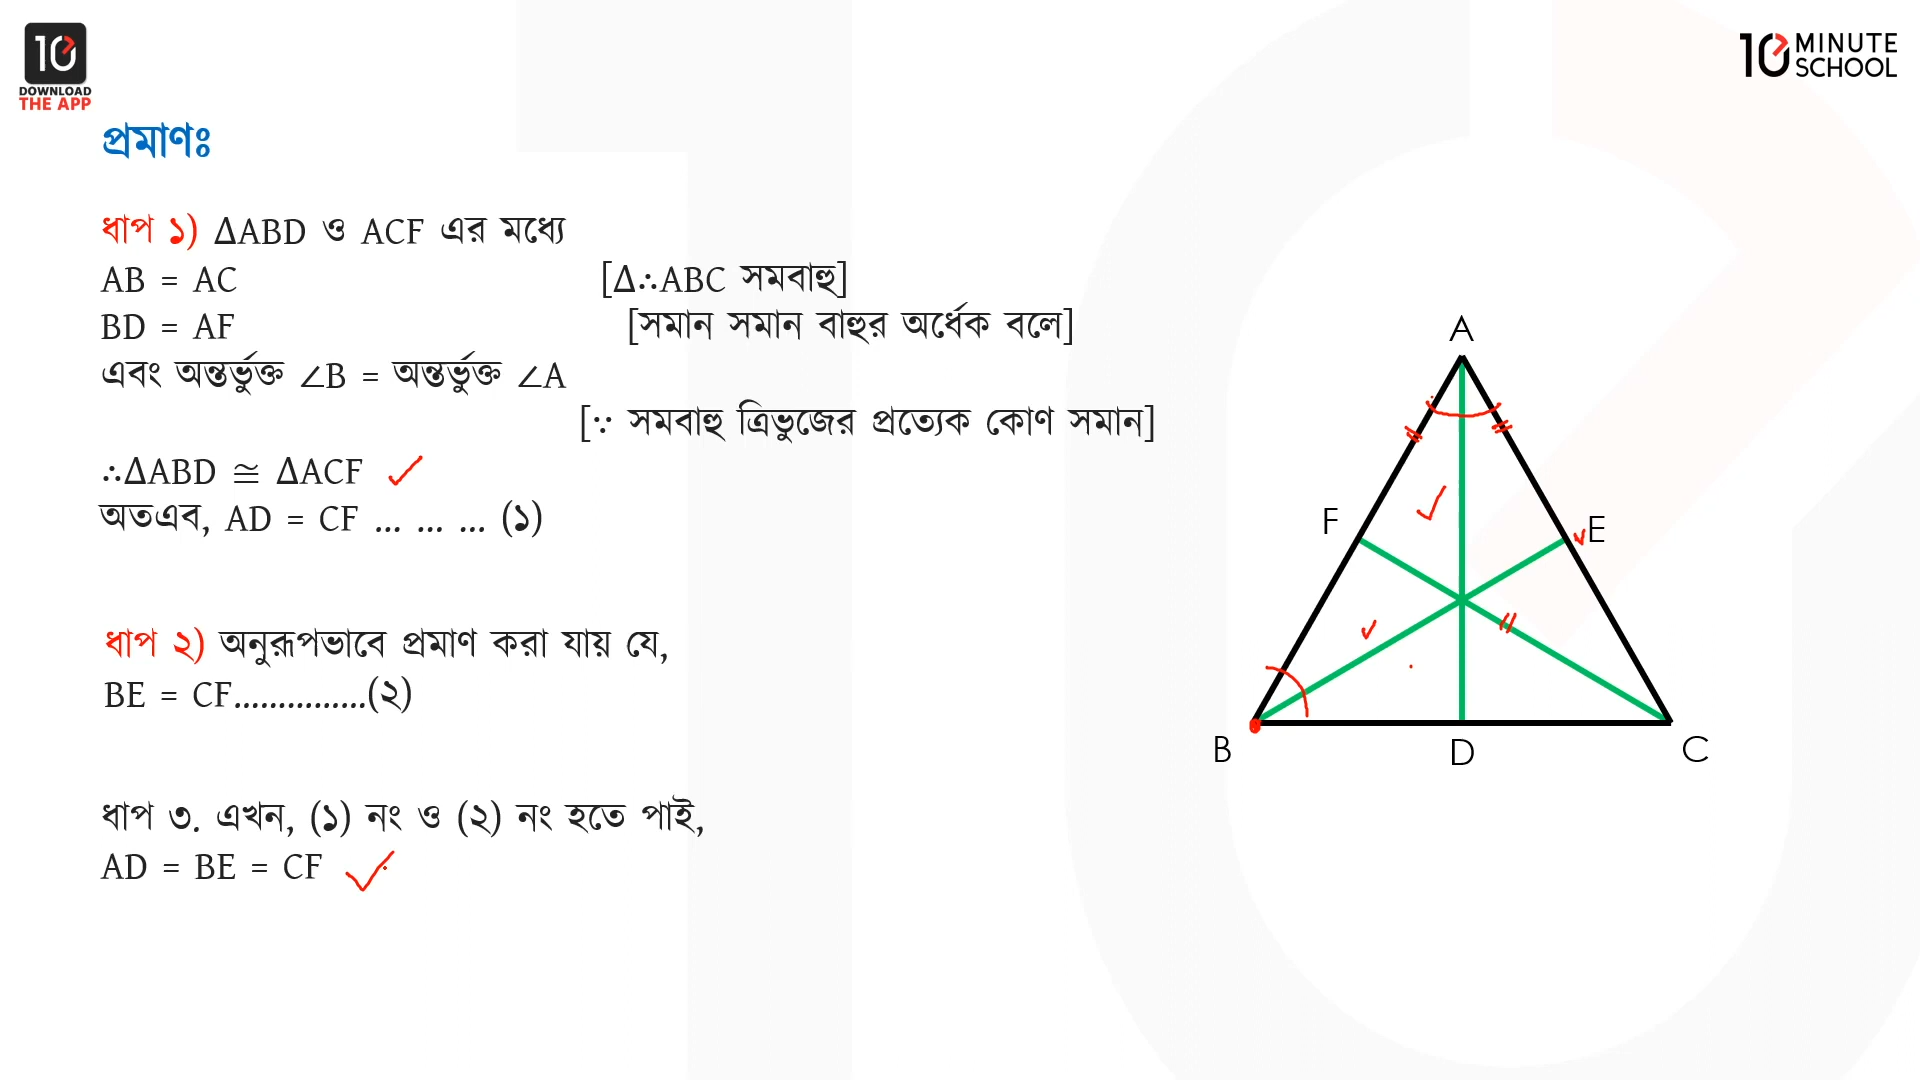 10
DOWNLOAD
THE APP
10 MINUTE
SCHOOL
প্রমাণঃ
ধাপ ১) ΔABD ও ACF এর মধ্যে
AB = AC [Δ∴ABC সমবাহু]
BD = AF [সমান সমান বাহুর অর্ধেক বলে]
এবং অন্তর্ভুক্ত ∠B = অন্তর্ভুক্ত ∠A
[∵ সমবাহু ত্রিভুজের প্রত্যেক কোণ সমান]
∴ΔABD ≅ ΔACF
অতএব, AD = CF ... ... ... (১)
ধাপ ২) অনুরূপভাবে প্রমাণ করা যায় যে,
BE = CF...............(২)
ধাপ ৩. এখন, (১) নং ও (২) নং হতে পাই,
AD = BE = CF
A
F
E
B
D
C